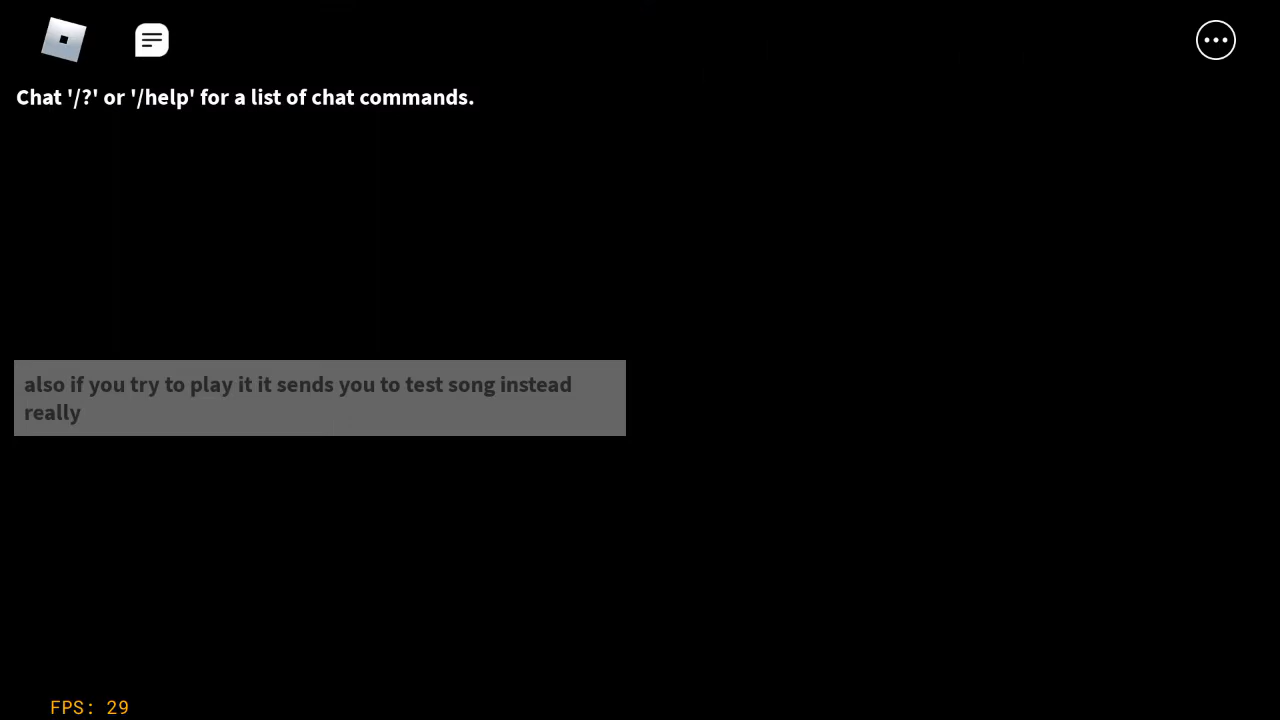 Chat '/?' or '/help' for a list of chat commands.
also if you try to play it it sends you to test song instead
really
FPS: 29